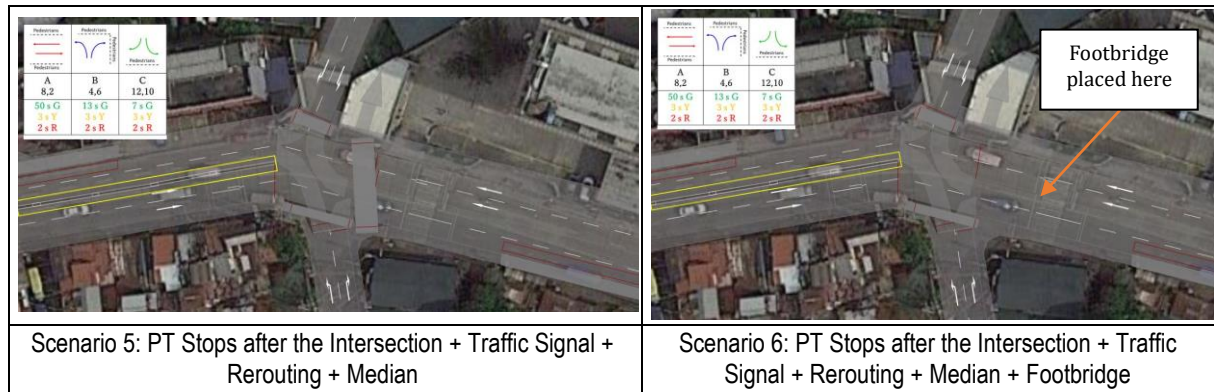 Pedestrians
Pedestrians
Pedestrians
Pedestrians
A B C
8,2 4,6 12,10
50 s G 13 s G 7 s G
3 s Y 3 s Y 3 s Y
2 s R 2 s R 2 s R
Scenario 5: PT Stops after the Intersection + Traffic Signal +
Rerouting + Median
Pedestrians
Pedestrians
Pedestrians
Pedestrians
A B C
8,2 4,6 12,10
50 s G 13 s G 7 s G
3 s Y 3 s Y 3 s Y
2 s R 2 s R 2 s R
Footbridge
placed here
Scenario 6: PT Stops after the Intersection + Traffic
Signal + Rerouting + Median + Footbridge